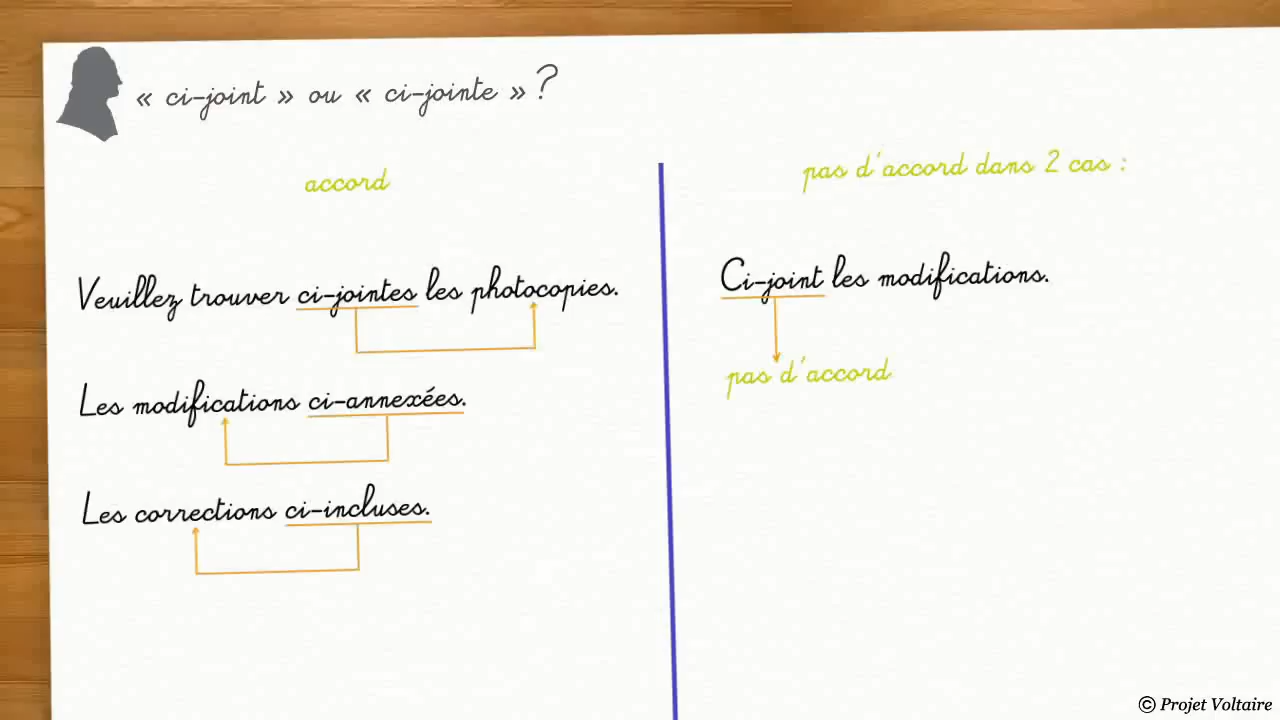 « ci-joint » ou « ci-jointe » ?
accord
Veuillez trouver ci-jointes les photocopies.
Les modifications ci-annexées.
Les corrections ci-incluses.
pas d'accord dans 2 cas :
Ci-joint les modifications.
pas d'accord
© Projet Voltaire